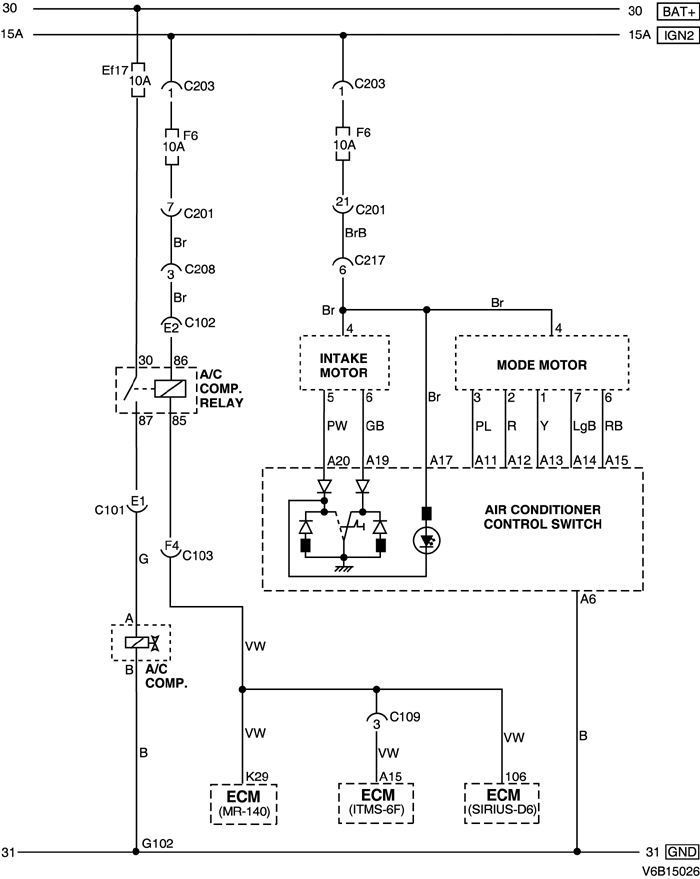 30
30 BAT+
15A
15A IGN2
Ef17
10A
C203
1
C203
1
F6
10A
F6
10A
7
C201
21
C201
Br
BrB
3
C208
6
C217
Br
E2
C102
Br
Br
4
4
30
86
A/C
COMP.
RELAY
87
85
INTAKE
MOTOR
MODE MOTOR
5
6
3
2
1
7
6
PW
GB
Br
PL
R
Y
LgB
RB
A20
A19
A17
A11
A12
A13
A14
A15
E1
C101
AIR CONDITIONER
CONTROL SWITCH
F4
C103
G
A6
A
B
A/C
COMP.
VW
C109
3
B
VW
VW
VW
B
K29
A15
106
ECM
(MR-140)
ECM
(ITMS-6F)
ECM
(SIRIUS-D6)
G102
31
31 GND
V6B15026